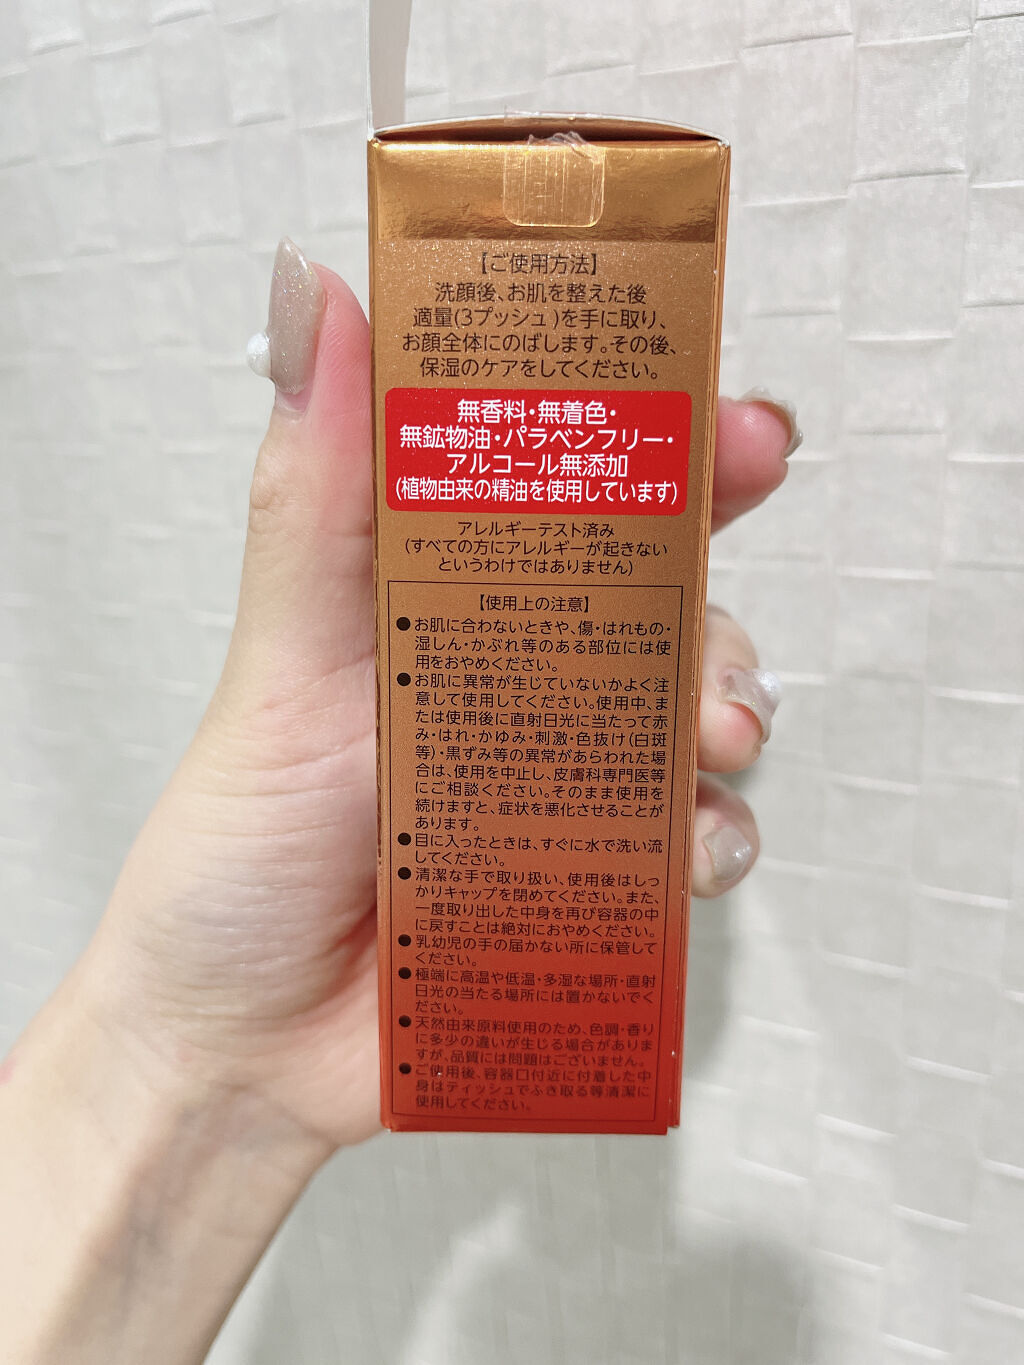 【ご使用方法】
洗顔後、お肌を整えた後
適量(3プッシュ)を手に取り、
お顔全体にのばします。その後、
保湿のケアをしてください。
無香料・無着色・
無鉱物油・パラベンフリー・
アルコール無添加
(植物由来の精油を使用しています)
アレルギーテスト済み
(すべての方にアレルギーが起きない
というわけではありません)
【使用上の注意】
●お肌に合わないときや、傷・はれもの・
湿しん・かぶれ等のある部位には使
用をおやめください。
●お肌に異常が生じていないかよく注
意して使用してください。使用中、ま
たは使用後に直射日光に当たって赤
み・はれ・かゆみ・刺激・色抜け(白斑
等)・黒ずみ等の異常があらわれた場
合は、使用を中止し、皮膚科専門医等
にご相談ください。そのまま使用を
続けますと、症状を悪化させることが
あります。
●目に入ったときは、すぐに水で洗い流
してください。
●清潔な手で取り扱い、使用後はしっ
かりキャップを閉めてください。また、
一度取り出した中身を再び容器の中
に戻すことは絶対におやめください。
●乳幼児の手の届かない所に保管して
ください。
●極端に高温や低温・多湿な場所・直射
日光の当たる場所には置かないでく
ださい。
●天然由来原料使用のため、色調・香り
に多少の違いが生じる場合がありま
すが、品質には問題はございません。
●ご使用後、容器口付近に付着した中
身はティッシュでふき取る等清潔に
使用してください。